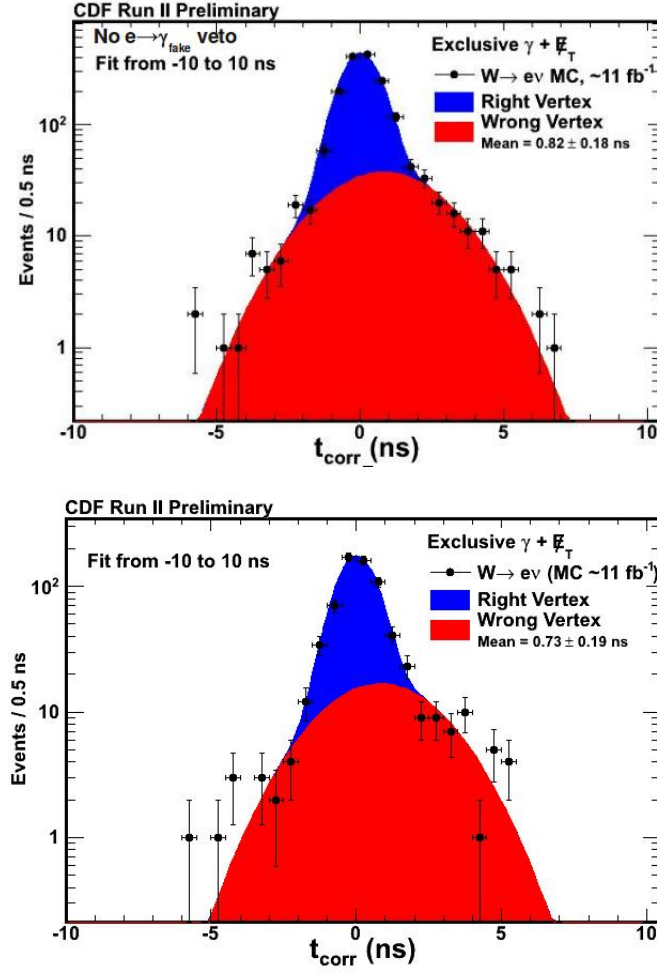 CDF Run II Preliminary
No e→γfake veto
Fit from -10 to 10 ns
Exclusive γ + E̸T
W→ eν MC, ~11 fb⁻¹
Right Vertex
Wrong Vertex
Mean = 0.82 ± 0.18 ns
Events / 0.5 ns
10²
10
1
-10 -5 0 5 10
tcorr_ (ns)
CDF Run II Preliminary
Fit from -10 to 10 ns
Exclusive γ + E̸T
W→ eν (MC ~11 fb⁻¹)
Right Vertex
Wrong Vertex
Mean = 0.73 ± 0.19 ns
Events / 0.5 ns
10²
10
1
-10 -5 0 5 10
tcorr (ns)